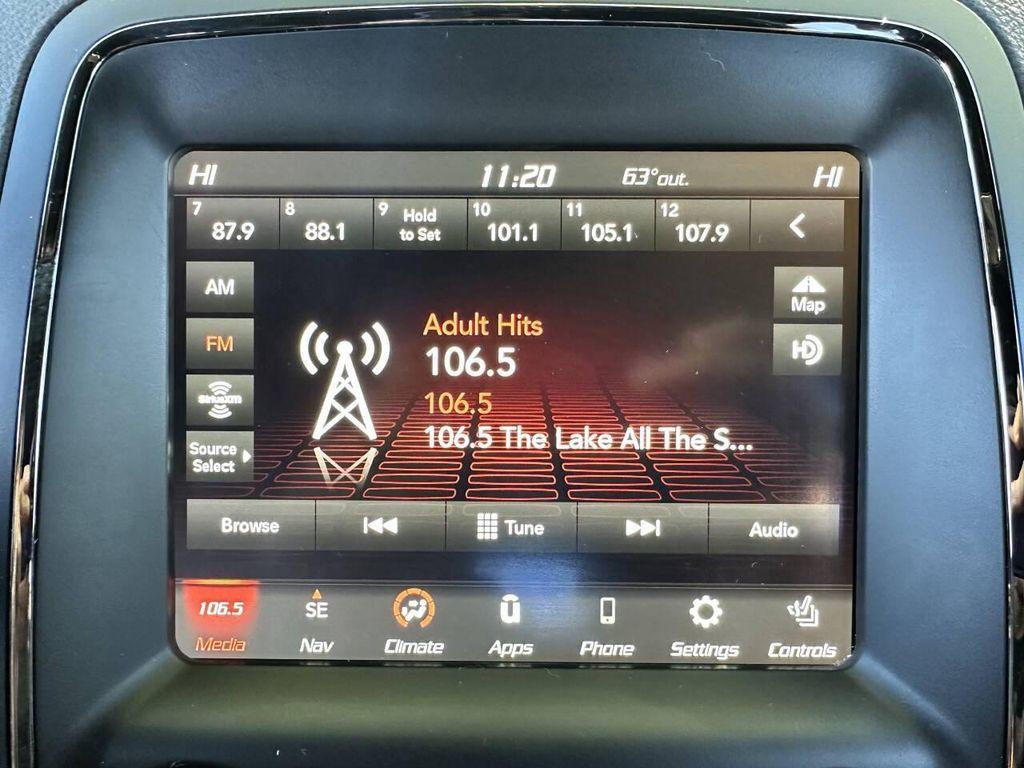 HI 11:20 63°out. HI
7 87.9 8 88.1 9 Hold to Set 10 101.1 11 105.1 12 107.9
AM
Map
FM
HD
Adult Hits
106.5
106.5
106.5 The Lake All The S...
SiriusXM
Source
Select
Browse Tune Audio
106.5 SE
Media Nav Climate Apps Phone Settings Controls